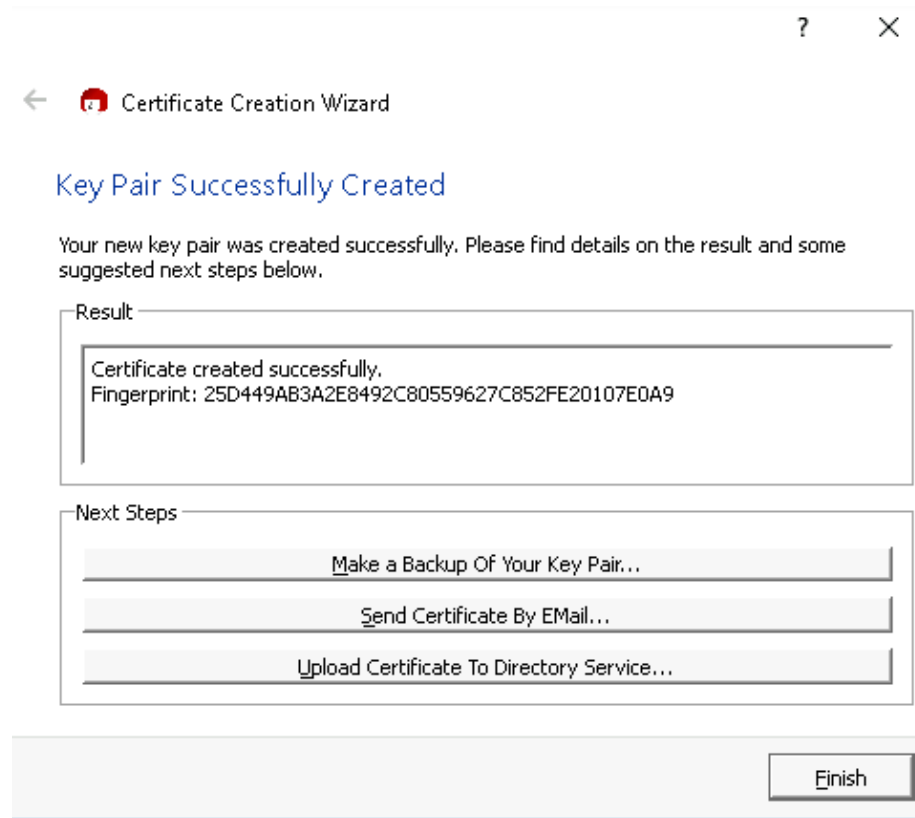 ?
Certificate Creation Wizard
Key Pair Successfully Created
Your new key pair was created successfully. Please find details on the result and some
suggested next steps below.
Result
Certificate created successfully.
Fingerprint: 25D449AB3A2E8492C80559627C852FE20107E0A9
Next Steps
Make a Backup Of Your Key Pair...
Send Certificate By EMail...
Upload Certificate To Directory Service...
Finish